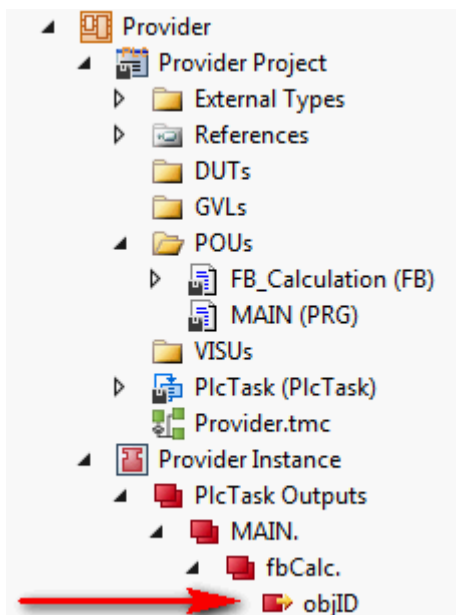 Provider
Provider Project
External Types
References
DUTs
GVLs
POUs
FB_Calculation (FB)
MAIN (PRG)
VISUs
PlcTask (PlcTask)
Provider.tmc
Provider Instance
PlcTask Outputs
MAIN.
fbCalc.
objID